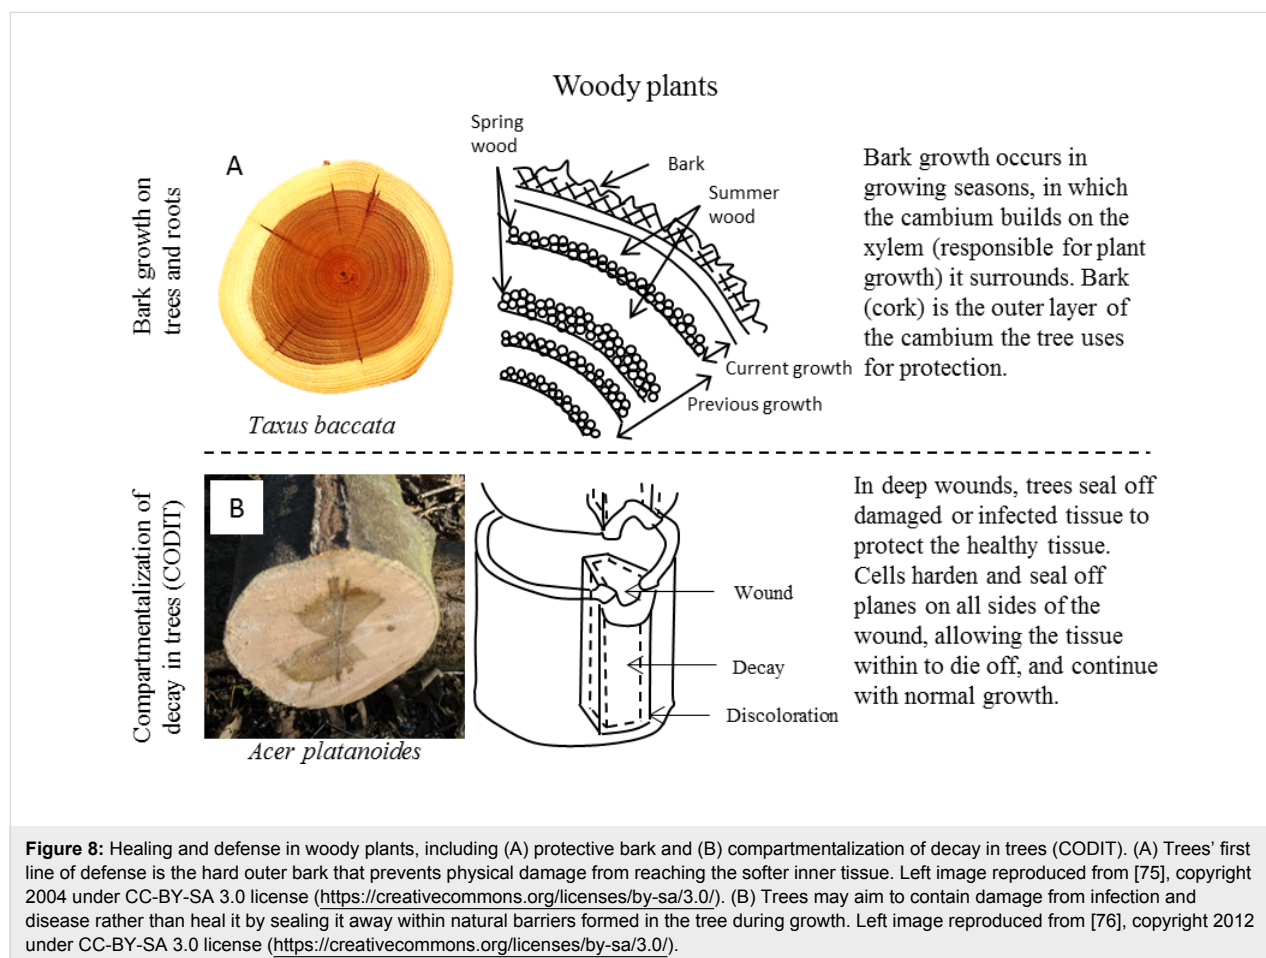 Woody plants
Bark growth on
trees and roots
A
Taxus baccata
Spring
wood
Bark
Summer
wood
Current growth
Previous growth
Bark growth occurs in
growing seasons, in which
the cambium builds on the
xylem (responsible for plant
growth) it surrounds. Bark
(cork) is the outer layer of
the cambium the tree uses
for protection.
Compartmentalization of
decay in trees (CODIT)
B
Acer platanoides
Wound
Decay
Discoloration
In deep wounds, trees seal off
damaged or infected tissue to
protect the healthy tissue.
Cells harden and seal off
planes on all sides of the
wound, allowing the tissue
within to die off, and continue
with normal growth.
Figure 8: Healing and defense in woody plants, including (A) protective bark and (B) compartmentalization of decay in trees (CODIT). (A) Trees’ first
line of defense is the hard outer bark that prevents physical damage from reaching the softer inner tissue. Left image reproduced from [75], copyright
2004 under CC-BY-SA 3.0 license (https://creativecommons.org/licenses/by-sa/3.0/). (B) Trees may aim to contain damage from infection and
disease rather than heal it by sealing it away within natural barriers formed in the tree during growth. Left image reproduced from [76], copyright 2012
under CC-BY-SA 3.0 license (https://creativecommons.org/licenses/by-sa/3.0/).